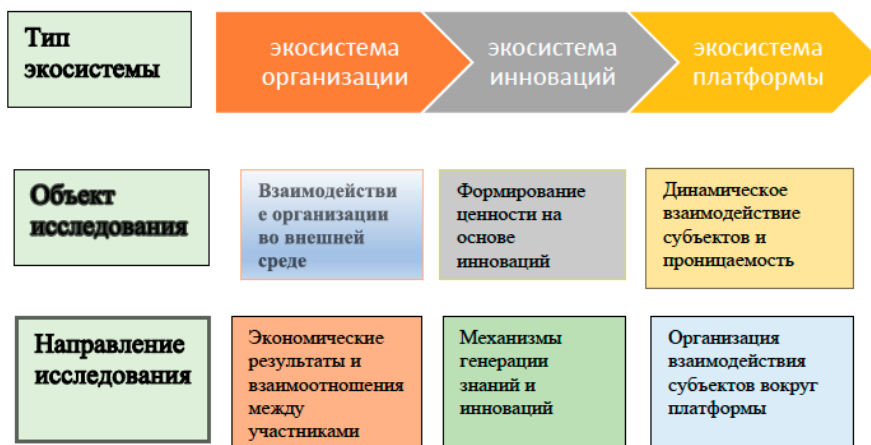 Тип
экосистемы
экосистема
организации
экосистема
инноваций
экосистема
платформы
Объект
исследования
Взаимодействи
е организации
во внешней
среде
Формирование
ценности на
основе
инноваций
Динамическое
взаимодействие
субъектов и
проницаемость
Направление
исследования
Экономические
результаты и
взаимоотношения
между
участниками
Механизмы
генерации
знаний и
инноваций
Организация
взаимодействия
субъектов вокруг
платформы